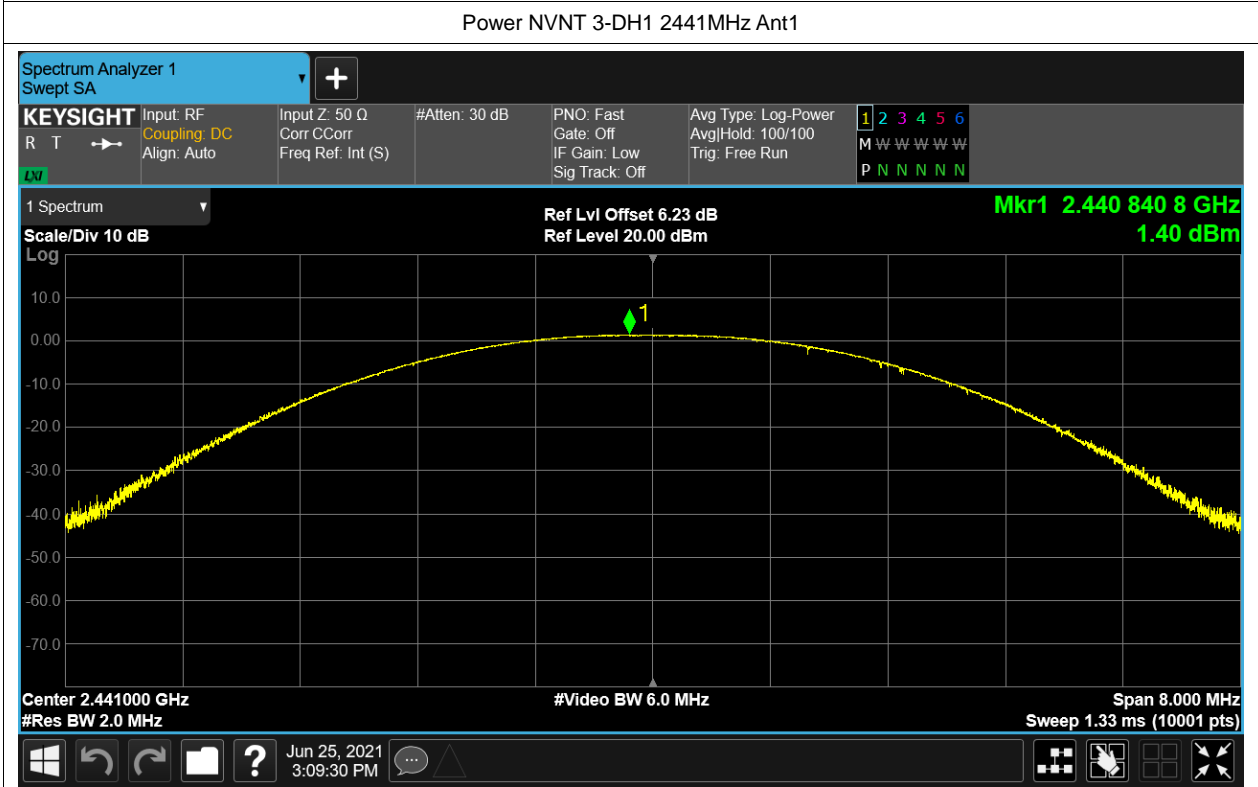 Power NVNT 3-DH1 2441MHz Ant1
Spectrum Analyzer 1
Swept SA
KEYSIGHT
R T
LXI
Input: RF
Coupling: DC
Align: Auto
Input Z: 50 Ω
Corr CCorr
Freq Ref: Int (S)
#Atten: 30 dB
PNO: Fast
Gate: Off
IF Gain: Low
Sig Track: Off
Avg Type: Log-Power
Avg|Hold: 100/100
Trig: Free Run
1 2 3 4 5 6
M W W W W W
P N N N N N
1 Spectrum
Scale/Div 10 dB
Ref Lvl Offset 6.23 dB
Ref Level 20.00 dBm
Mkr1 2.440 840 8 GHz
1.40 dBm
Log
10.0
0.00
-10.0
-20.0
-30.0
-40.0
-50.0
-60.0
-70.0
1
Center 2.441000 GHz
#Res BW 2.0 MHz
#Video BW 6.0 MHz
Span 8.000 MHz
Sweep 1.33 ms (10001 pts)
?
Jun 25, 2021
3:09:30 PM